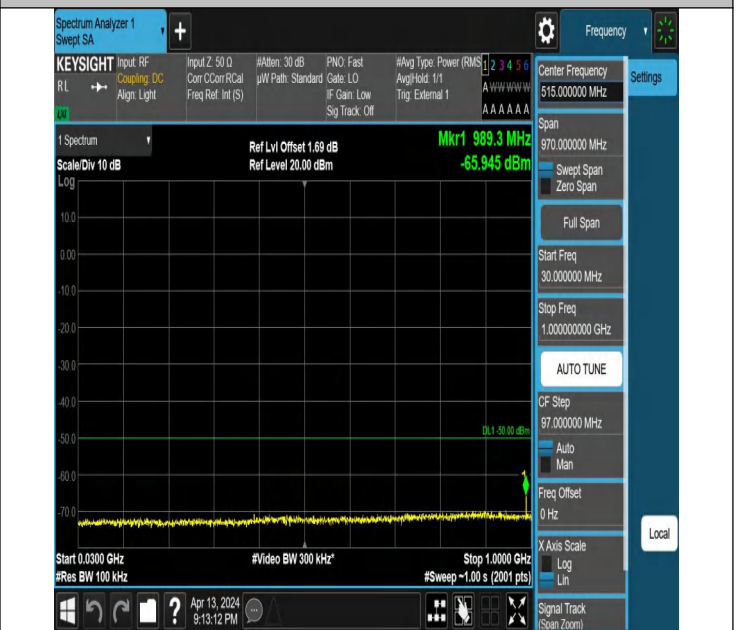 Spectrum Analyzer 1
Swept SA
+
Frequency
KEYSIGHT
Input: RF
Coupling: DC
Align: Light
Input Z: 50 Ω
Corr CCorr RCal
Freq Ref: Int (S)
#Atten: 30 dB
µW Path: Standard
PNO: Fast
Gate: LO
IF Gain: Low
Sig Track: Off
#Avg Type: Power (RMS
Avg|Hold: 1/1
Trig: External 1
1 2 3 4 5 6
A W W W W W
A A A A A A
RL
LXI
Center Frequency
515.000000 MHz
Settings
Span
970.000000 MHz
Swept Span
Zero Span
Full Span
Start Freq
30.000000 MHz
Stop Freq
1.000000000 GHz
AUTO TUNE
CF Step
97.000000 MHz
Auto
Man
Freq Offset
0 Hz
X Axis Scale
Log
Lin
Signal Track
(Span Zoom)
Local
1 Spectrum
Scale/Div 10 dB
Log
Ref Lvl Offset 1.69 dB
Ref Level 20.00 dBm
Mkr1 989.3 MHz
-65.945 dBm
10.0
0.00
-10.0
-20.0
-30.0
-40.0
-50.0
-60.0
-70.0
DL1 -50.00 dBm
1
Start 0.0300 GHz
#Res BW 100 kHz
#Video BW 300 kHz*
Stop 1.0000 GHz
#Sweep ~1.00 s (2001 pts)
?
Apr 13, 2024
9:13:12 PM